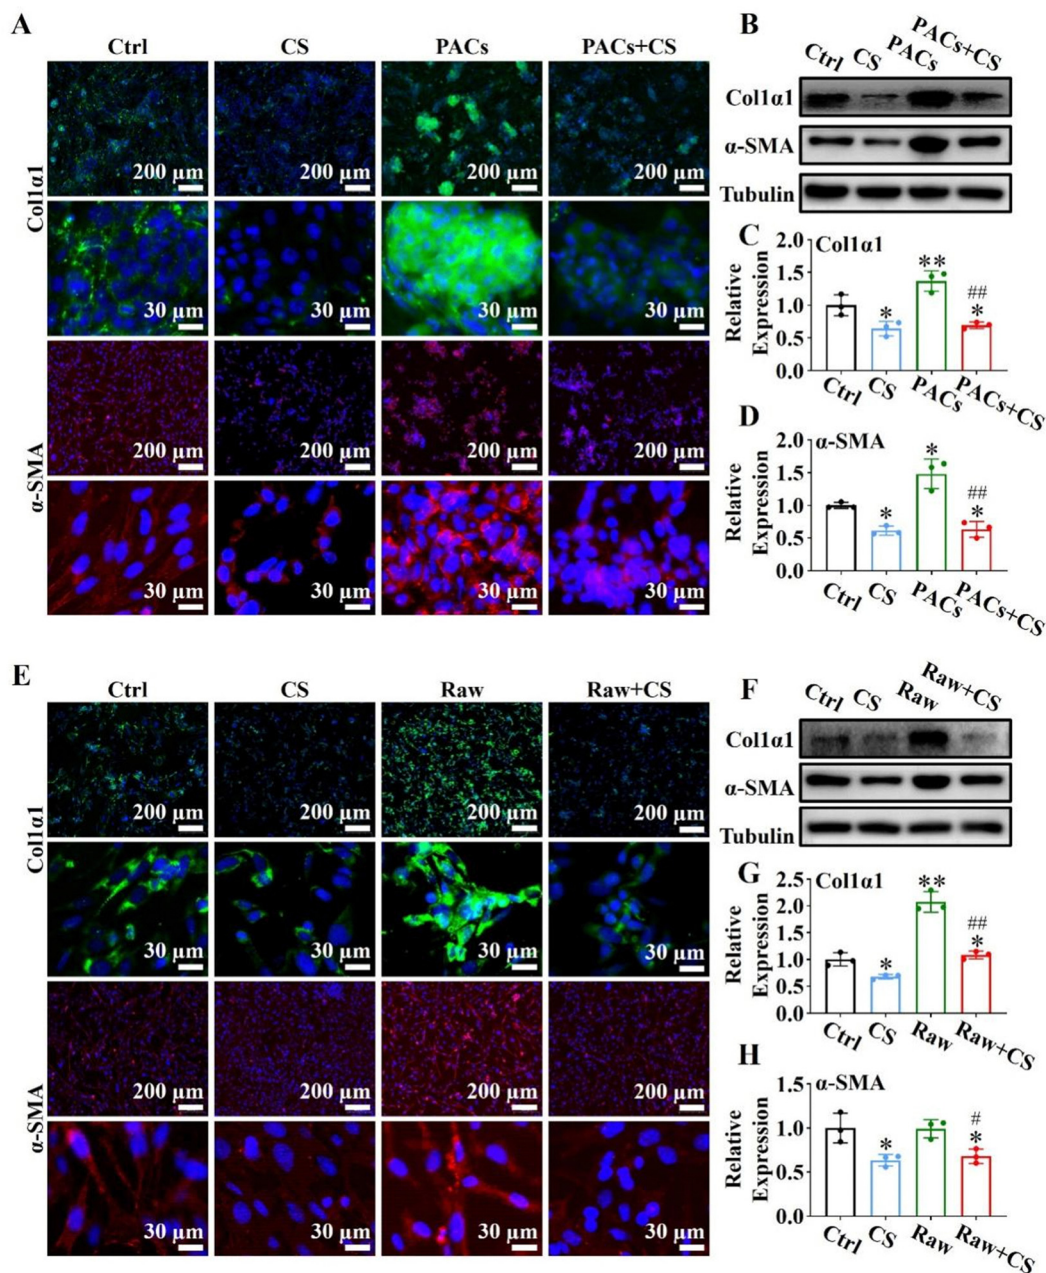 A
Ctrl CS PACs PACs+CS
Col1α1
200 µm 200 µm 200 µm 200 µm
30 µm 30 µm 30 µm 30 µm
α-SMA
200 µm 200 µm 200 µm 200 µm
30 µm 30 µm 30 µm 30 µm
B
Ctrl CS PACs PACs+CS
Col1α1
α-SMA
Tubulin
C
Col1α1
Relative
Expression
2.0
1.5
1.0
0.5
0.0
* ** ## *
Ctrl CS PACs PACs+CS
D
α-SMA
Relative
Expression
2.0
1.5
1.0
0.5
0.0
* * ## *
Ctrl CS PACs PACs+CS
E
Ctrl CS Raw Raw+CS
Col1α1
200 µm 200 µm 200 µm 200 µm
30 µm 30 µm 30 µm 30 µm
α-SMA
200 µm 200 µm 200 µm 200 µm
30 µm 30 µm 30 µm 30 µm
F
Ctrl CS Raw Raw+CS
Col1α1
α-SMA
Tubulin
G
Col1α1
Relative
Expression
2.5
2.0
1.5
1.0
0.5
0.0
* ** ## *
Ctrl CS Raw Raw+CS
H
α-SMA
Relative
Expression
1.5
1.0
0.5
0.0
* # *
Ctrl CS Raw Raw+CS